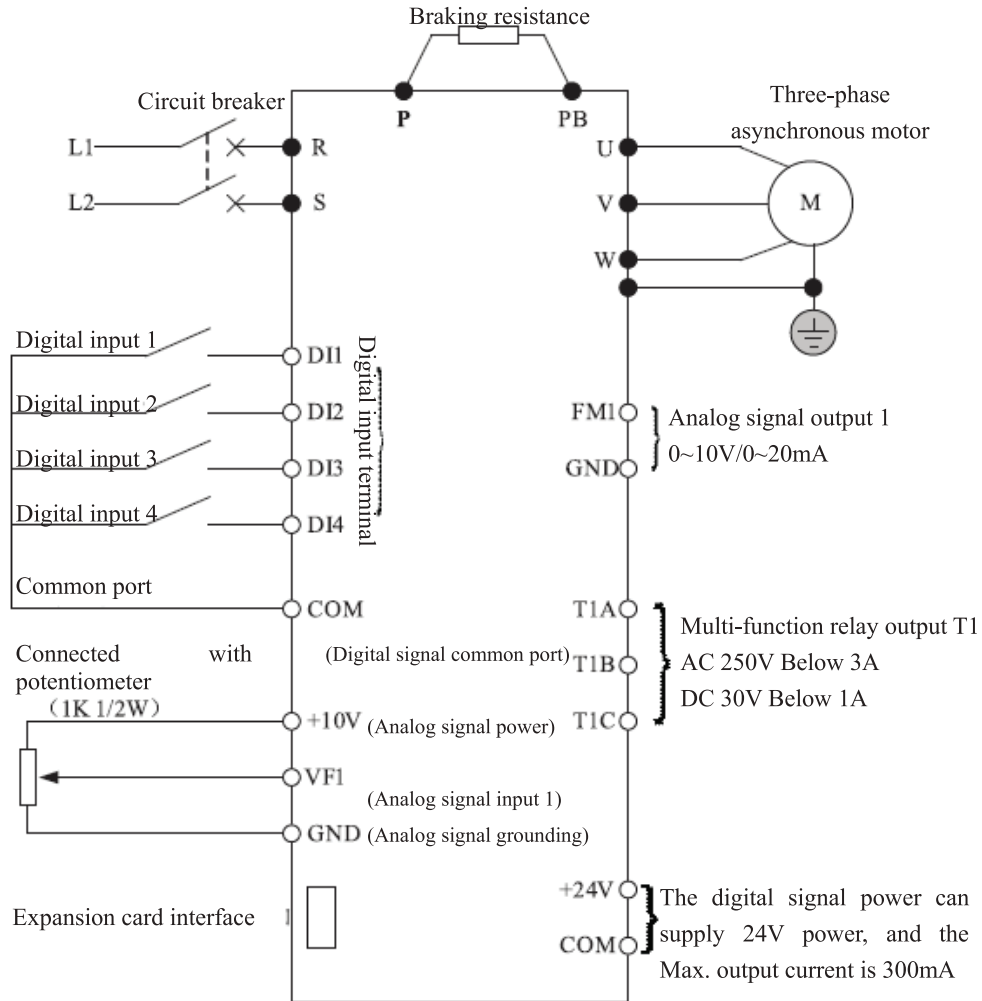 Braking resistance
Circuit breaker
P
PB
Three-phase
asynchronous motor
L1
R
U
L2
S
V
M
W
Digital input 1
DI1
Digital input terminal
Digital input 2
DI2
FM1
Analog signal output 1
Digital input 3
DI3
GND
0~10V/0~20mA
Digital input 4
DI4
Common port
COM
T1A
Multi-function relay output T1
Connected with
potentiometer
(1K 1/2W)
(Digital signal common port)
T1B
AC 250V Below 3A
DC 30V Below 1A
+10V
(Analog signal power)
T1C
VF1
(Analog signal input 1)
GND
(Analog signal grounding)
+24V
The digital signal power can
Expansion card interface
supply 24V power, and the
COM
Max. output current is 300mA